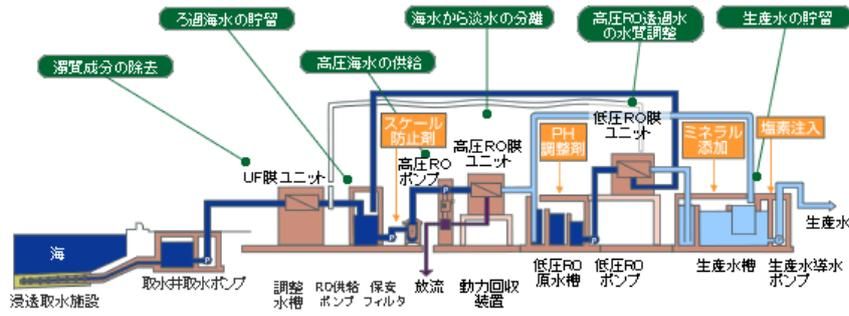 海水から淡水の分離
高圧RO透過水
の水質調整
生産水の貯留
ろ過海水の貯留
高圧海水の供給
濁質成分の除去
スケール
防止剤
PH
調整剤
低圧RO膜
ユニット
ミネラル
添加
塩素注入
高圧RO
ポンプ
高圧RO膜
ユニット
UF膜ユニット
海
生産水
浸透取水施設
取水井
取水ポンプ
調整
水槽
RO供給
ポンプ
保安
フィルタ
放流
動力回収
装置
低圧RO
原水槽
低圧RO
ポンプ
生産水槽
生産水導水
ポンプ
P
P
P
P
P
P